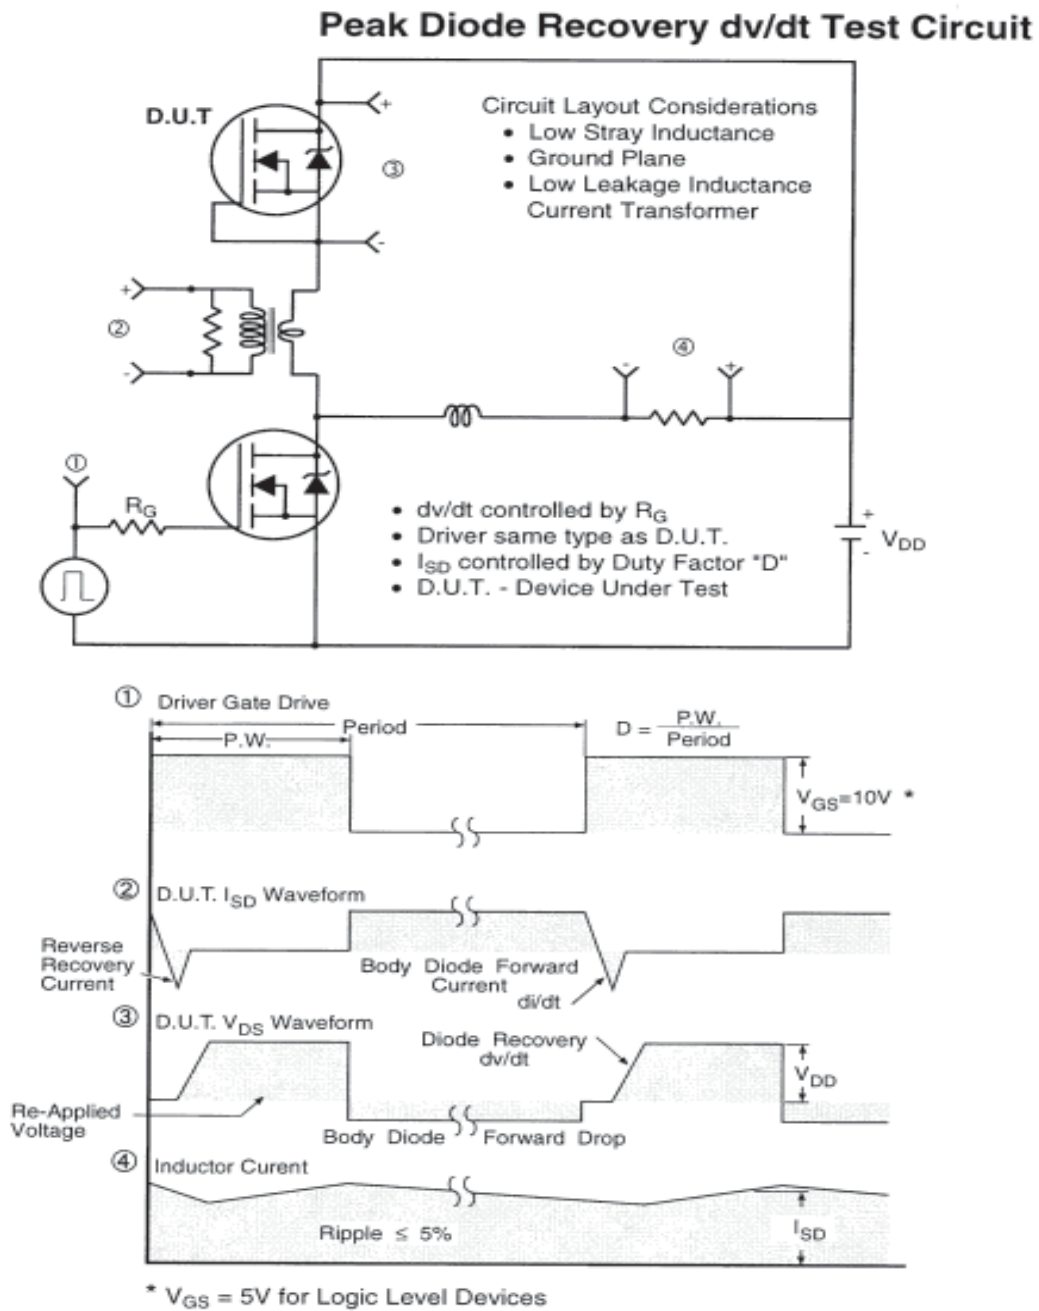 Peak Diode Recovery dv/dt Test Circuit
D.U.T
+
③
-
Circuit Layout Considerations
• Low Stray Inductance
• Ground Plane
• Low Leakage Inductance
Current Transformer
+
②
-
④
- +
①
RG
• dv/dt controlled by RG
• Driver same type as D.U.T.
• ISD controlled by Duty Factor "D"
• D.U.T. - Device Under Test
+
VDD
-
① Driver Gate Drive
Period
P.W.
D = P.W. / Period
VGS=10V *
② D.U.T. ISD Waveform
Reverse
Recovery
Current
Body Diode Forward
Current
di/dt
③ D.U.T. VDS Waveform
Diode Recovery
dv/dt
VDD
Re-Applied
Voltage
Body Diode Forward Drop
④ Inductor Curent
Ripple ≤ 5%
ISD
* VGS = 5V for Logic Level Devices